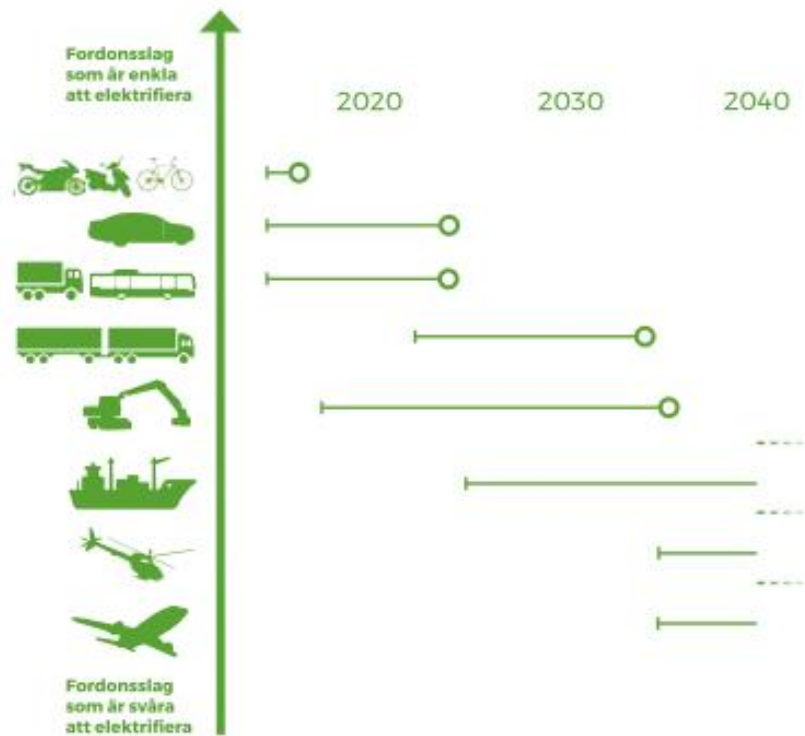 Fordonsslag
som är enkla
att elektrifiera
2020 2030 2040
Fordonsslag
som är svåra
att elektrifiera